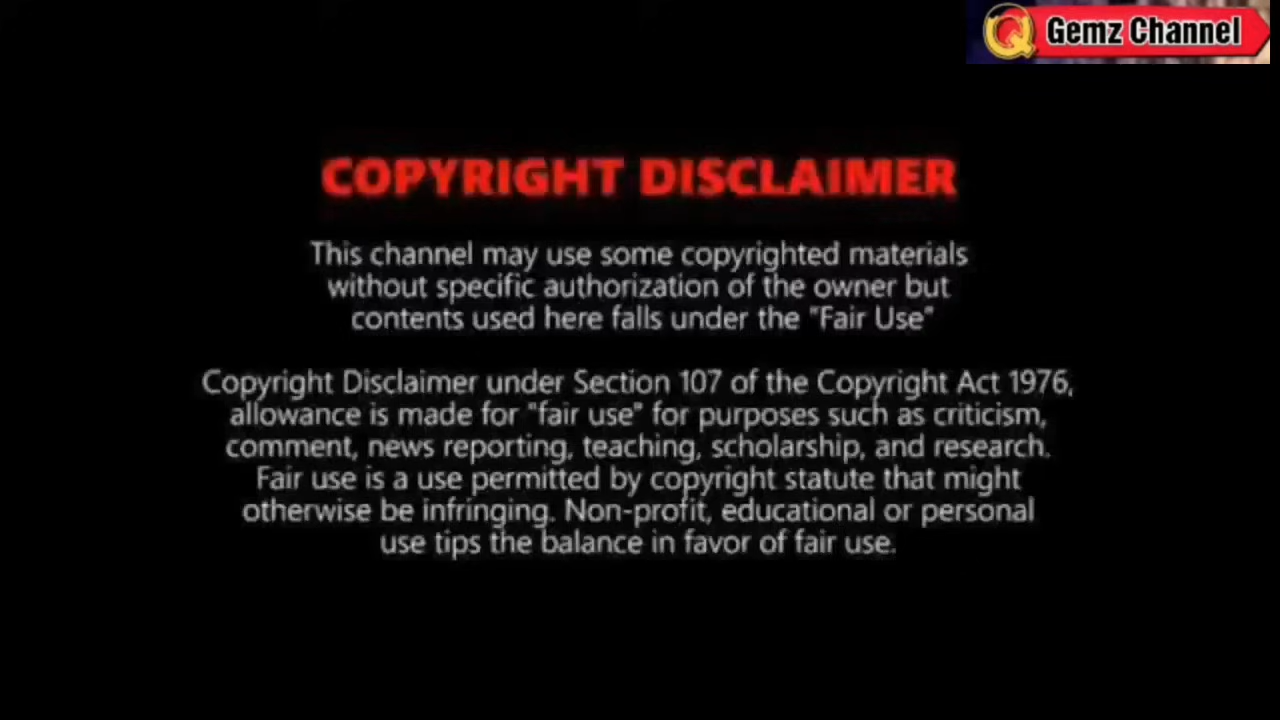 Gemz Channel
COPYRIGHT DISCLAIMER
This channel may use some copyrighted materials
without specific authorization of the owner but
contents used here falls under the "Fair Use"
Copyright Disclaimer under Section 107 of the Copyright Act 1976,
allowance is made for "fair use" for purposes such as criticism,
comment, news reporting, teaching, scholarship, and research.
Fair use is a use permitted by copyright statute that might
otherwise be infringing. Non-profit, educational or personal
use tips the balance in favor of fair use.